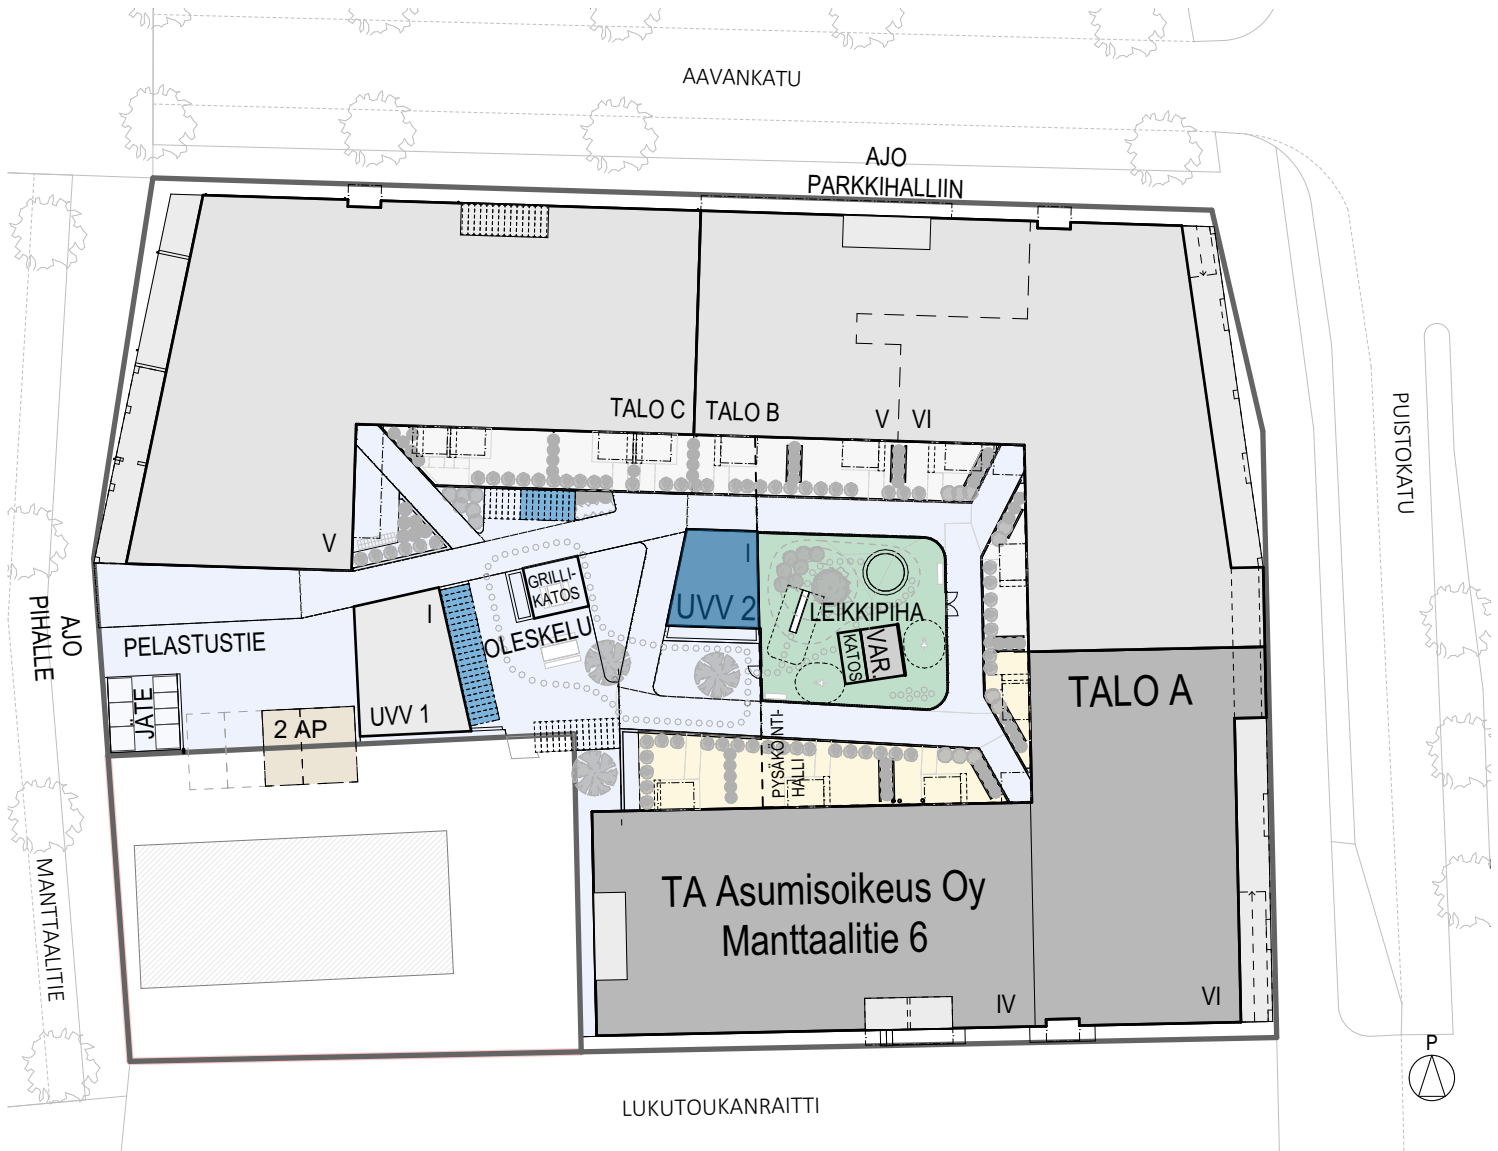 AAVANKATU
AJO
PARKKIHALLIIN
TALO C
TALO B
V
VI
PUISTOKATU
V
I
GRILLI-
KATOS
I
UVV 2
LEIKKIPIHA
AJO
PIHALLE
PELASTUSTIE
OLESKELU
KATOS
VAR.
TALO A
JÄTE
UVV 1
2 AP
PYSÄKÖINTI-
HALLI
TA Asumisoikeus Oy
Manttaalitie 6
MANTTAALITIE
IV
VI
P
LUKUTOUKANRAITTI